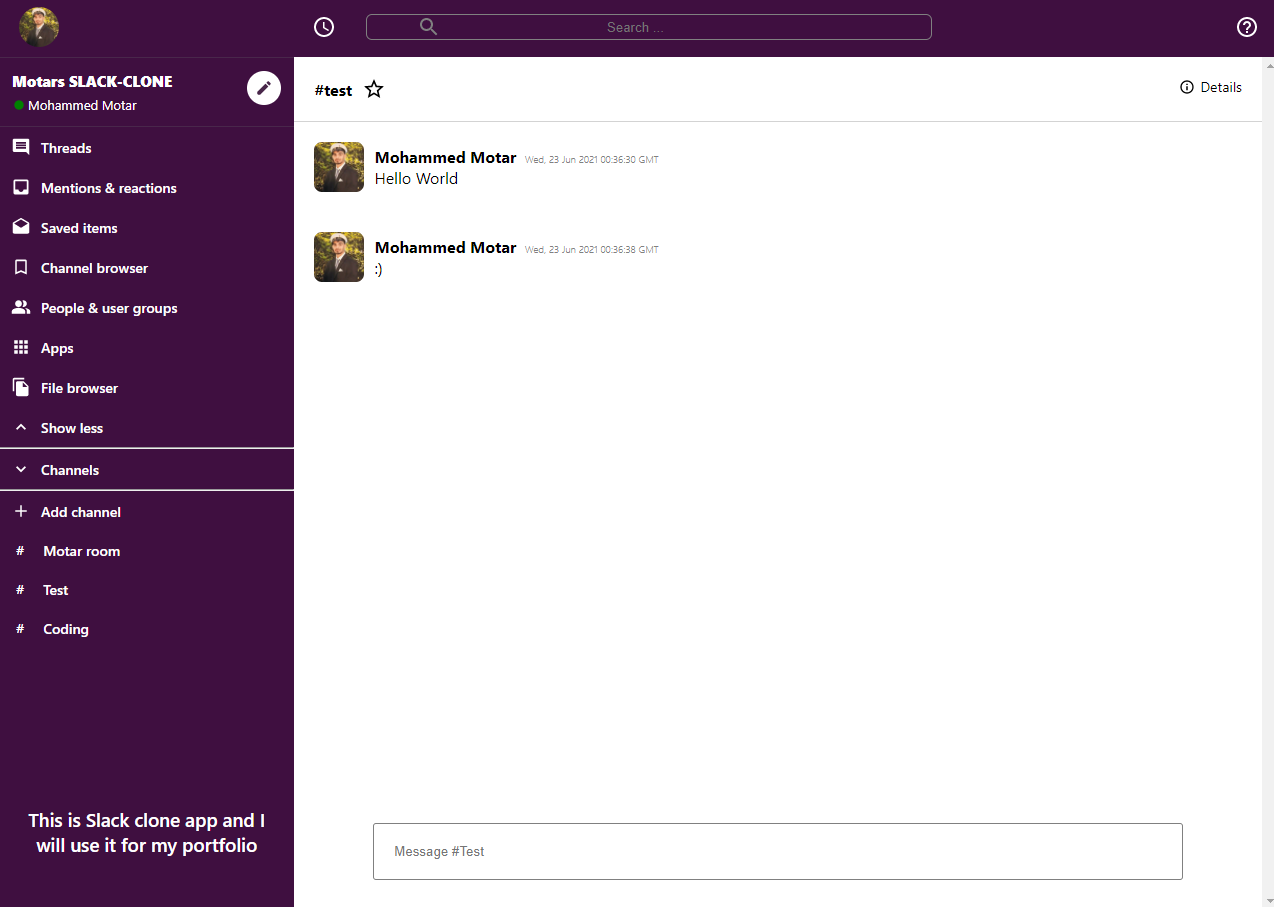 Search ...
Motars SLACK-CLONE
Mohammed Motar
Threads
Mentions & reactions
Saved items
Channel browser
People & user groups
Apps
File browser
Show less
Channels
Add channel
# Motar room
# Test
# Coding
This is Slack clone app and I
will use it for my portfolio
#test
Details
Mohammed Motar Wed, 23 Jun 2021 00:36:30 GMT
Hello World
Mohammed Motar Wed, 23 Jun 2021 00:36:38 GMT
:)
Message #Test